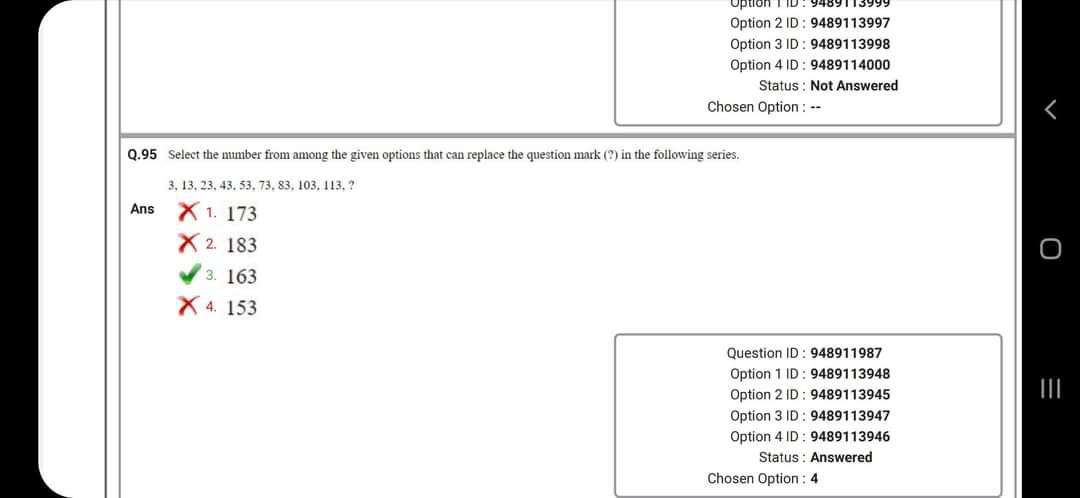 Option 1 ID : 9489113999
Option 2 ID : 9489113997
Option 3 ID : 9489113998
Option 4 ID : 9489114000
Status : Not Answered
Chosen Option : --
Q.95 Select the number from among the given options that can replace the question mark (?) in the following series.
3, 13, 23, 43, 53, 73, 83, 103, 113, ?
Ans 1. 173
2. 183
3. 163
4. 153
Question ID : 948911987
Option 1 ID : 9489113948
Option 2 ID : 9489113945
Option 3 ID : 9489113947
Option 4 ID : 9489113946
Status : Answered
Chosen Option : 4